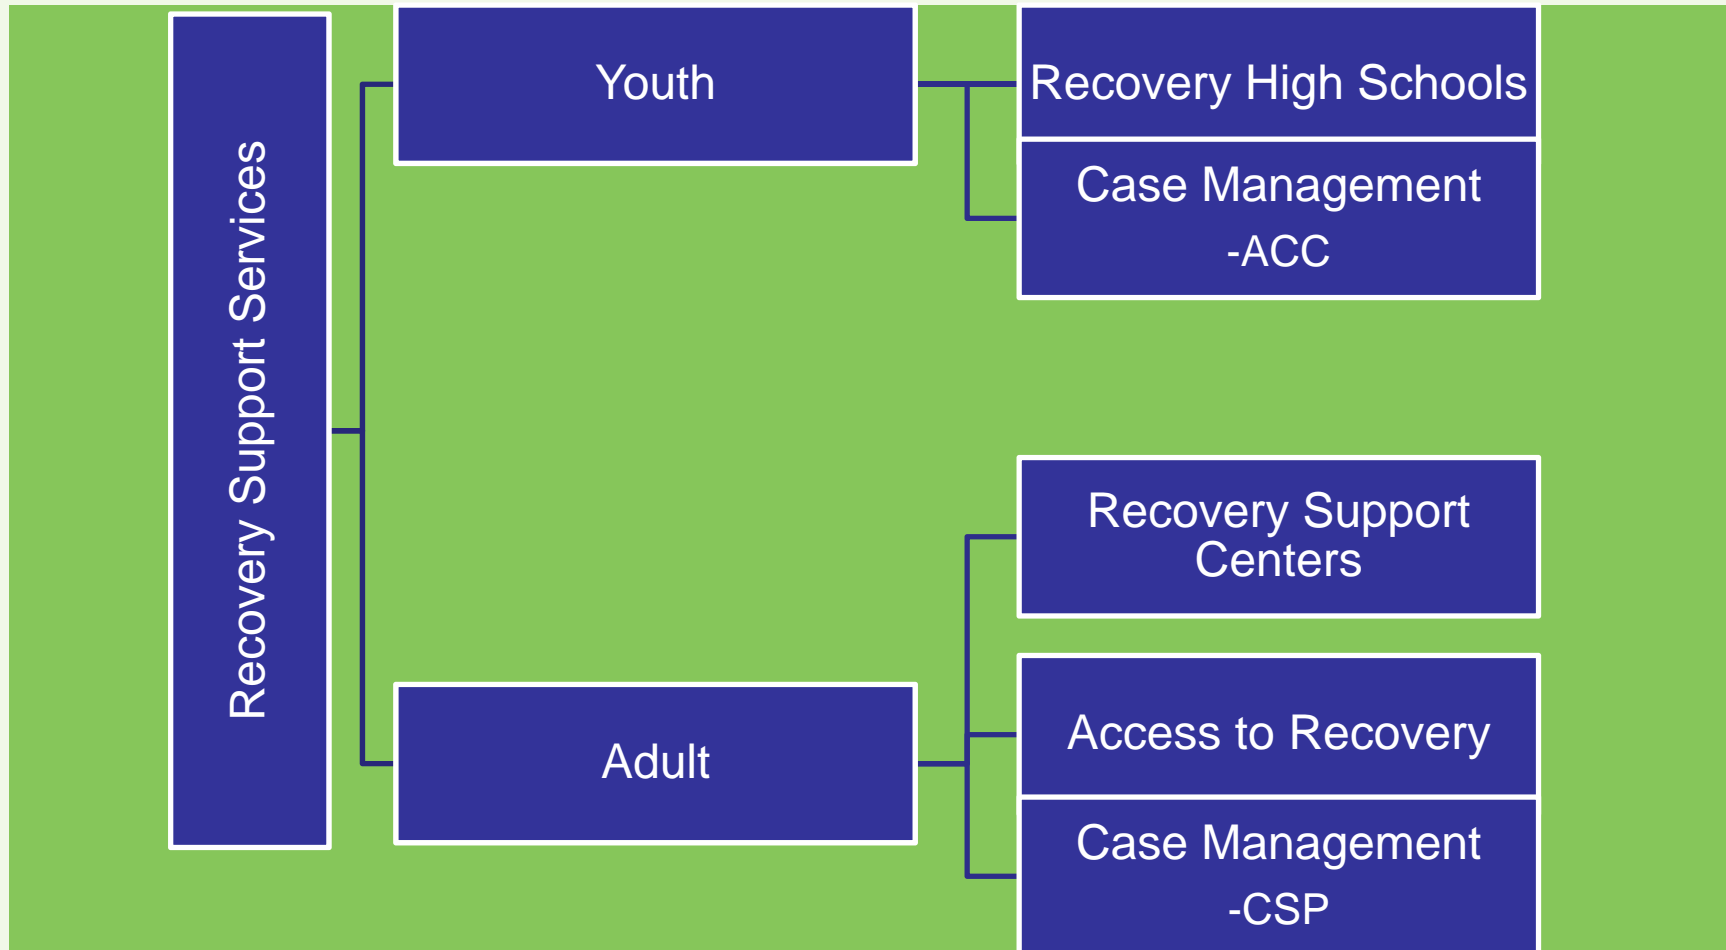 Recovery Support Services
Youth
Recovery High Schools
Case Management
-ACC
Adult
Recovery Support
Centers
Access to Recovery
Case Management
-CSP